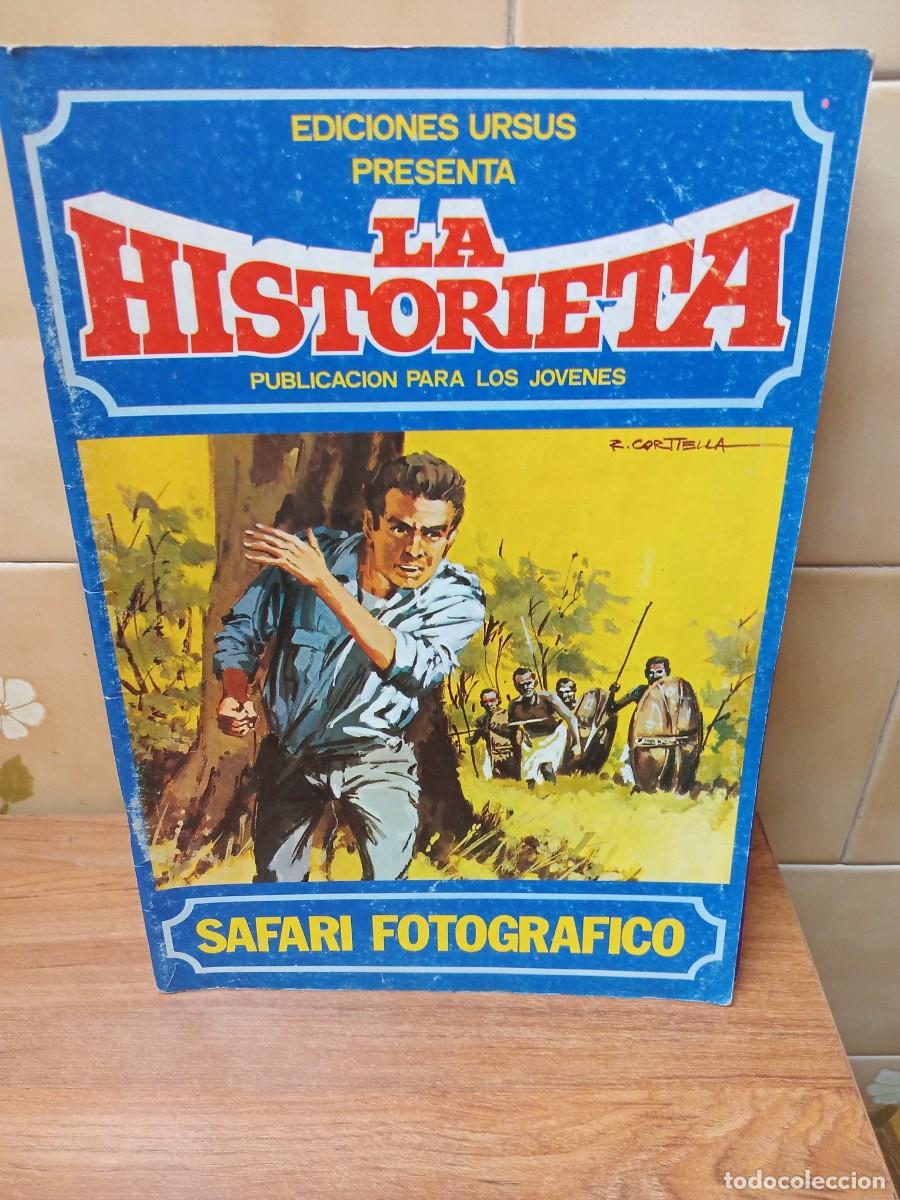 EDICIONES URSUS
PRESENTA
LA
HISTORIETA
PUBLICACION PARA LOS JOVENES
R. CORTIELLA
SAFARI FOTOGRAFICO
todocoleccion